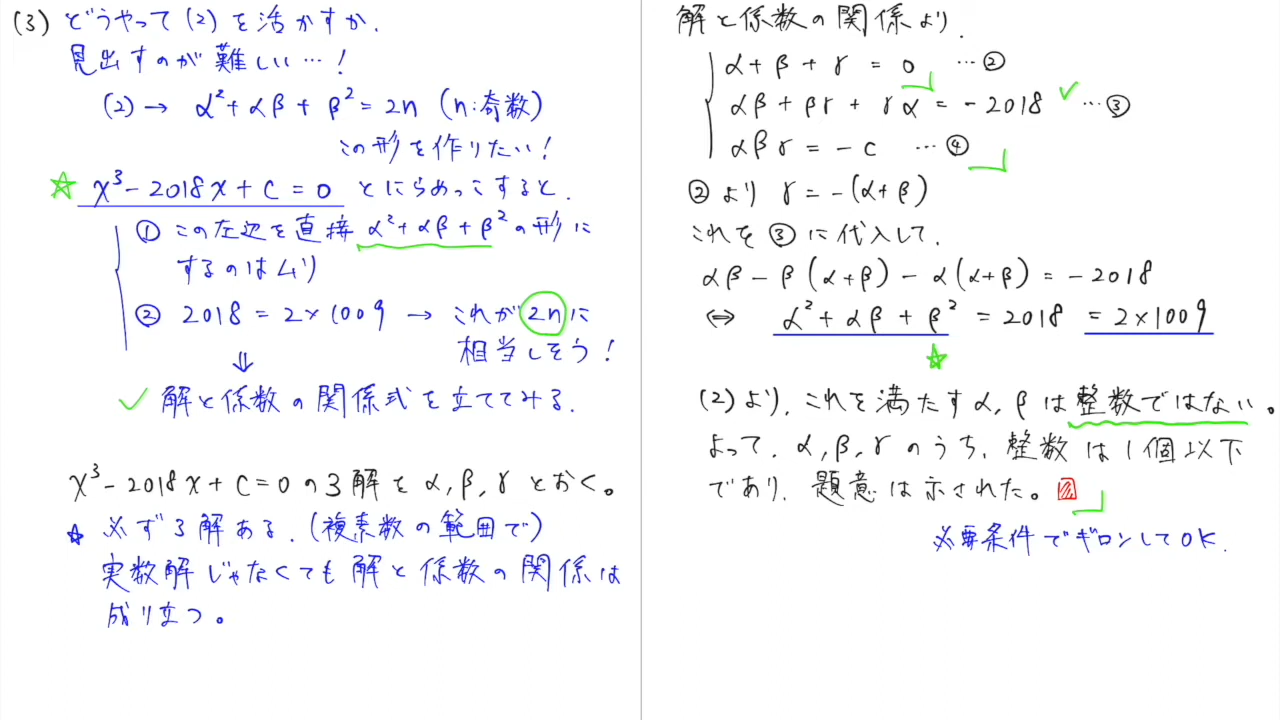 (3) どうやって (2) を活かすか.
見出すのが難しい…!
(2) → α²+αβ+β²=2n (n:奇数)
この形を作りたい!
☆ x³-2018x+c=0 とにらめっこすると.
① この左辺を直接 α²+αβ+β² の形に
するのはムリ
② 2018=2×1009 → これが 2n に
相当しそう!
⇓
✓ 解と係数の関係式を立ててみる.
x³-2018x+c=0 の3解をα,β,γとおく。
☆ 必ず3解ある.(複素数の範囲で)
実数解じゃなくても解と係数の関係は
成り立つ。
解と係数の関係より.
α+β+γ=0 …②
αβ+βγ+γα=-2018 ✓ …③
αβγ=-c …④
②より γ=-(α+β)
これを③に代入して.
αβ-β(α+β)-α(α+β)=-2018
⇔ α²+αβ+β²=2018=2×1009
☆
(2)より,これを満たすα,βは整数ではない。
よって.α,β,γのうち,整数は1個以下
であり,題意は示された。
必要条件でギロンしてOK.